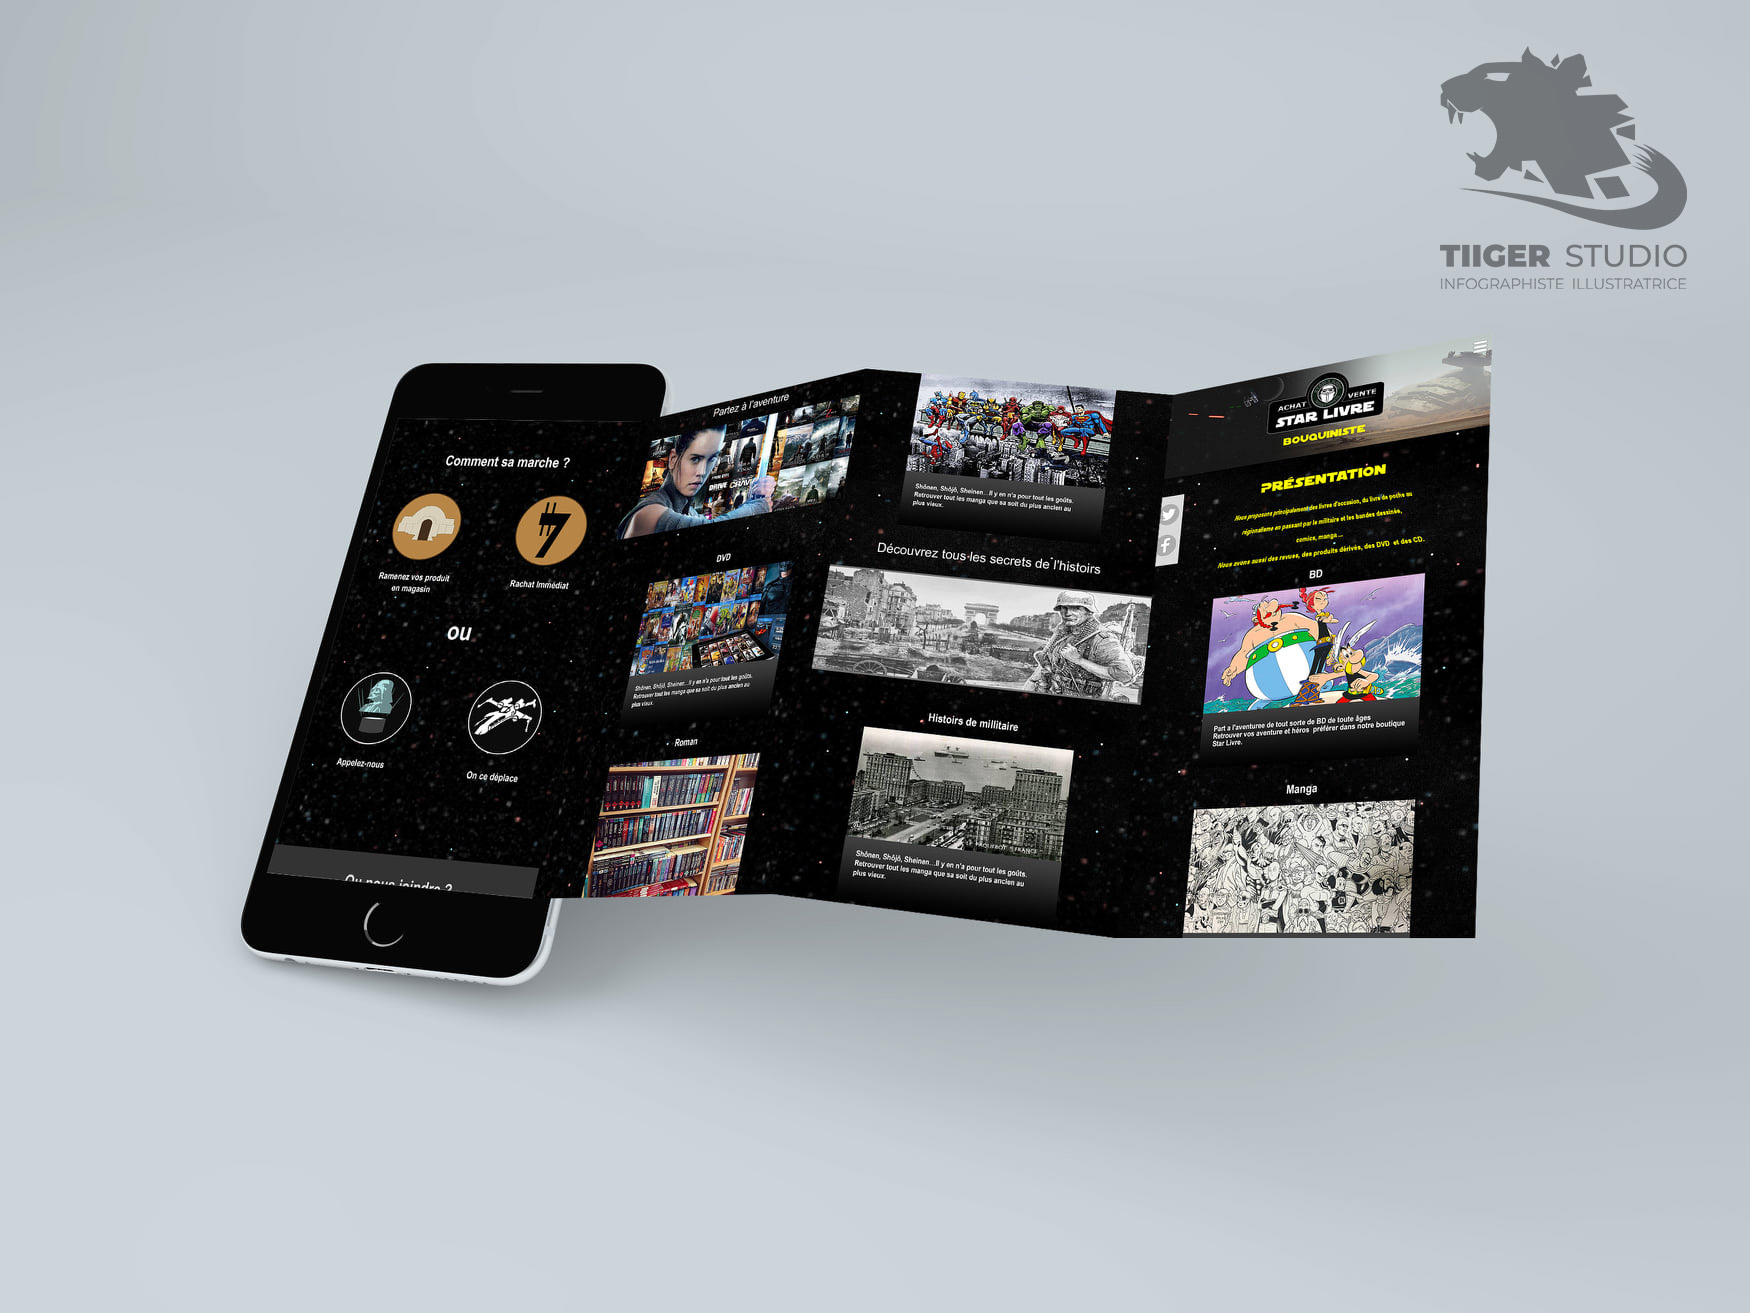 TIIGER STUDIO
INFOGRAPHISTE ILLUSTRATRICE
Comment sa marche ?
Ramenez vos produit
en magasin
Rachat Immédiat
ou
Appelez-nous
On ce déplace
Ou nous joindre ?
Partez à l'aventure
DRIVE
DVD
Shônen, Shôjô, Sheinen...Il y en n'a pour tout les goûts.
Retrouver tout les manga que sa soit du plus ancien au
plus vieux.
Roman
Shônen, Shôjô, Sheinen...Il y en n'a pour tout les goûts.
Retrouver tout les manga que sa soit du plus ancien au
plus vieux.
Découvrez tous les secrets de l'histoirs
Histoirs de millitaire
Shônen, Shôjô, Sheinen...Il y en n'a pour tout les goûts.
Retrouver tout les manga que sa soit du plus ancien au
plus vieux.
ACHAT VENTE
STAR LIVRE
BOUQUINISTE
PRÉSENTATION
Nous proposons principalement des livres d'occasion, du livre de poche au
régionalisme en passant par le militaire et les bandes dessinés,
comics, manga...
Nous avons aussi des revues, des produits dérivés, des DVD et des CD.
BD
Part a l'aventuree de tout sorte de BD de toute âges
Retrouver vos aventure et héros préférer dans notre boutique
Star Livre.
Manga